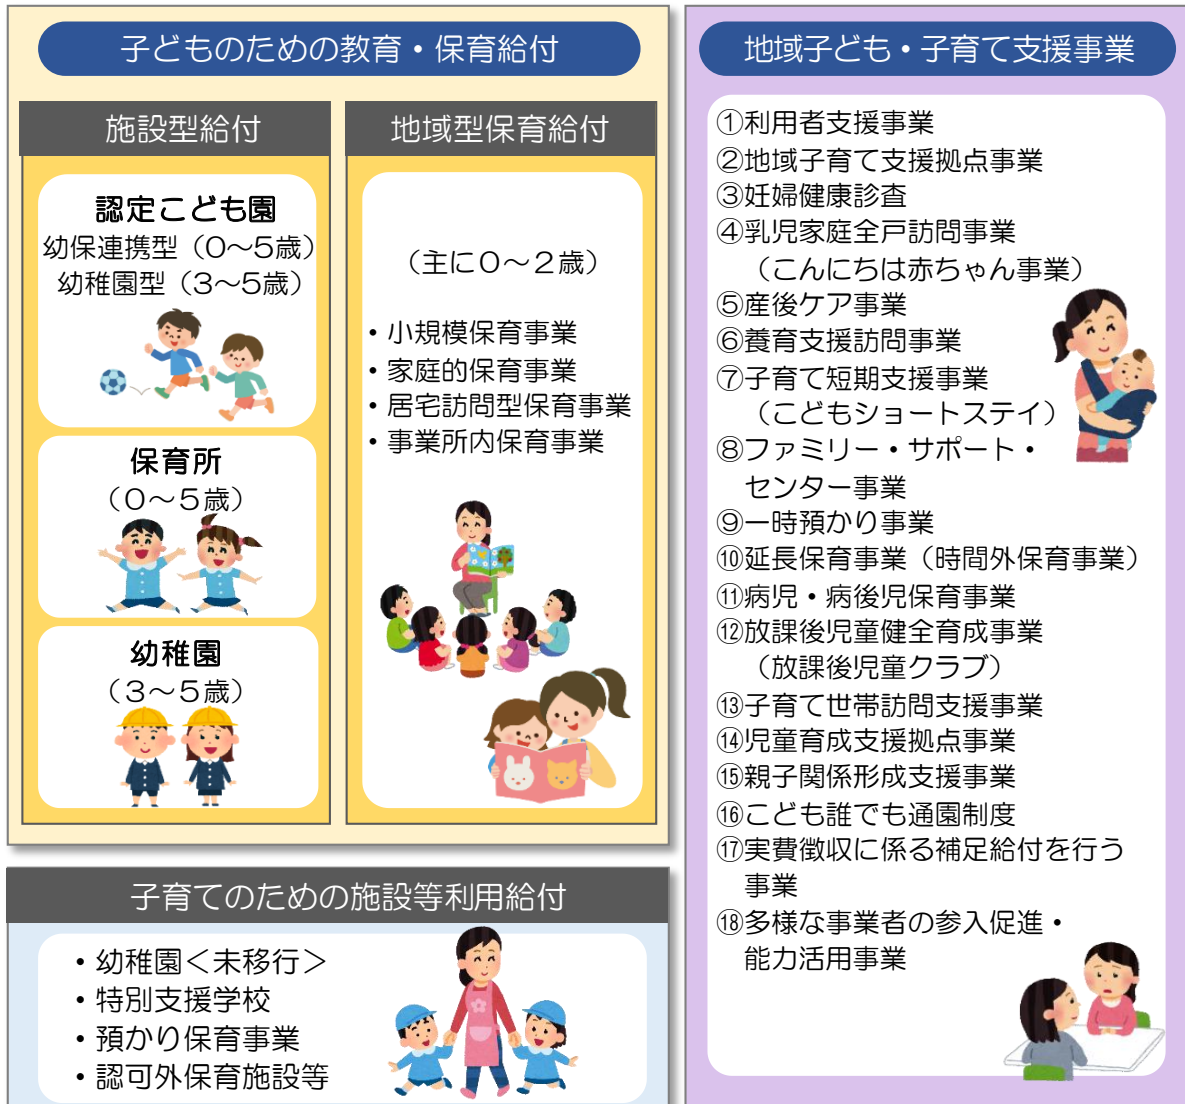 子どものための教育・保育給付
施設型給付
認定こども園
幼保連携型（0～5歳）
幼稚園型（3～5歳）
保育所
（0～5歳）
幼稚園
（3～5歳）
地域型保育給付
（主に０～２歳）
・小規模保育事業
・家庭的保育事業
・居宅訪問型保育事業
・事業所内保育事業
子育てのための施設等利用給付
・幼稚園＜未移行＞
・特別支援学校
・預かり保育事業
・認可外保育施設等
地域子ども・子育て支援事業
①利用者支援事業
②地域子育て支援拠点事業
③妊婦健康診査
④乳児家庭全戸訪問事業
（こんにちは赤ちゃん事業）
⑤産後ケア事業
⑥養育支援訪問事業
⑦子育て短期支援事業
（こどもショートステイ）
⑧ファミリー・サポート・
センター事業
⑨一時預かり事業
⑩延長保育事業（時間外保育事業）
⑪病児・病後児保育事業
⑫放課後児童健全育成事業
（放課後児童クラブ）
⑬子育て世帯訪問支援事業
⑭児童育成支援拠点事業
⑮親子関係形成支援事業
⑯こども誰でも通園制度
⑰実費徴収に係る補足給付を行う
事業
⑱多様な事業者の参入促進・
能力活用事業